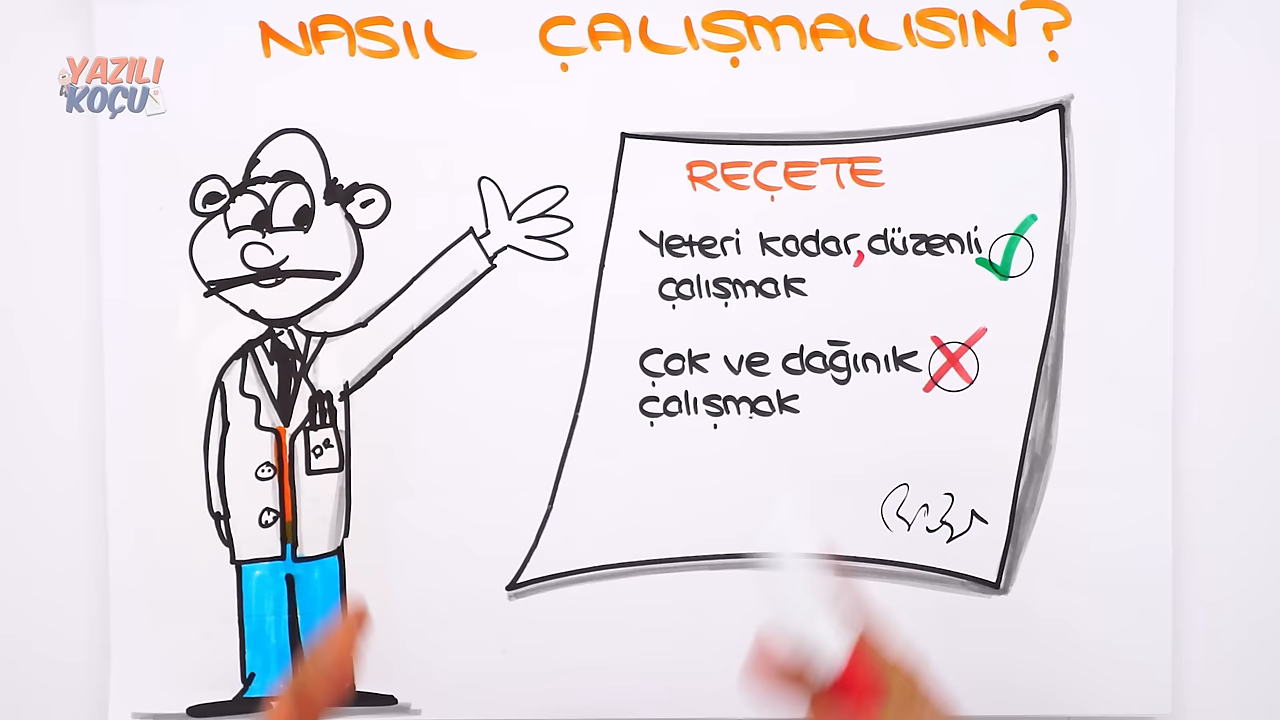 NASIL ÇALIŞMALISIN?
YAZILI
KOÇU
REÇETE
Yeteri kadar, düzenli
çalışmak
Çok ve dağınık
çalışmak
DR